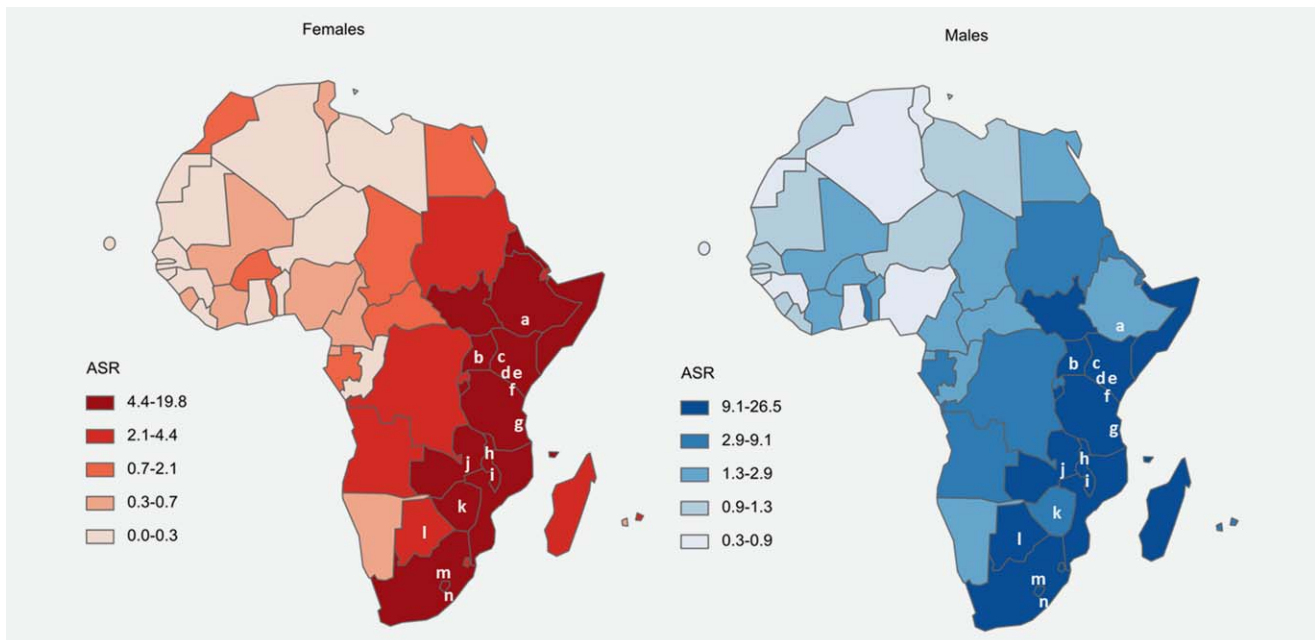 Females
Males
a
b
c
d
e
f
g
h
i
j
k
l
m
n
ASR
4.4-19.8
2.1-4.4
0.7-2.1
0.3-0.7
0.0-0.3
a
b
c
d
e
f
g
h
i
j
k
l
m
n
ASR
9.1-26.5
2.9-9.1
1.3-2.9
0.9-1.3
0.3-0.9